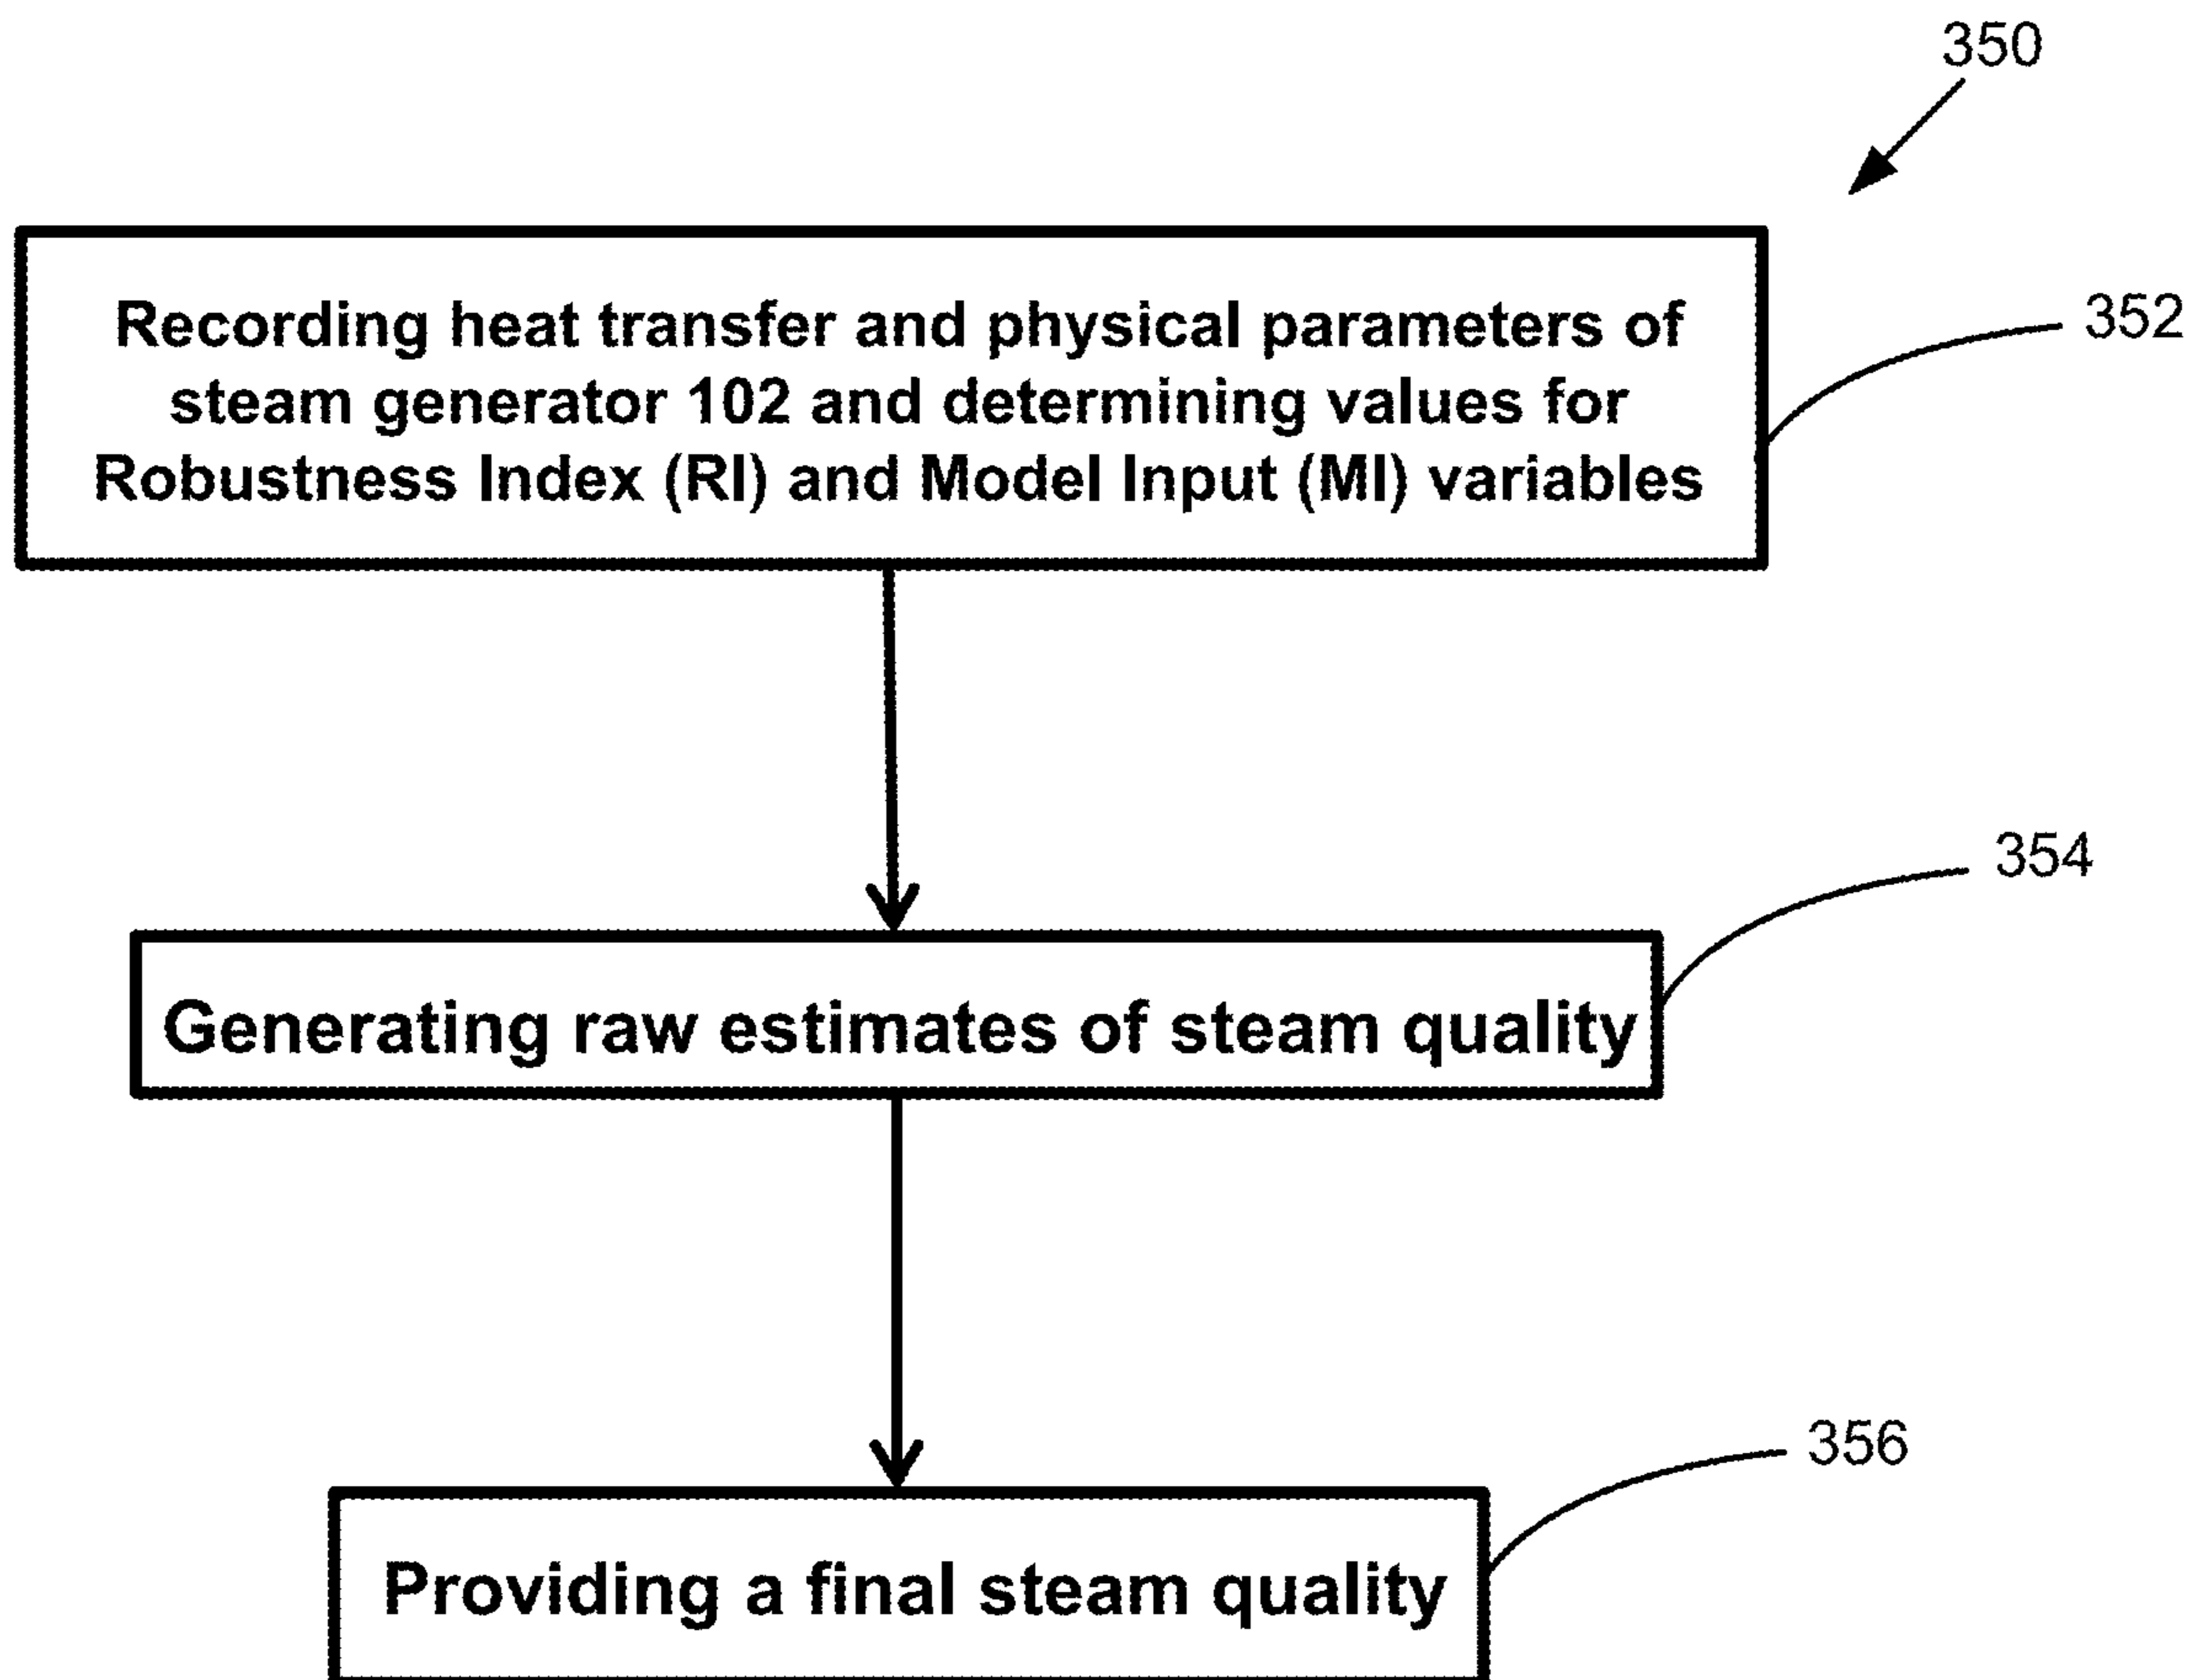 350
Recording heat transfer and physical parameters of
steam generator 102 and determining values for
Robustness Index (RI) and Model Input (MI) variables
352
354
Generating raw estimates of steam quality
356
Providing a final steam quality